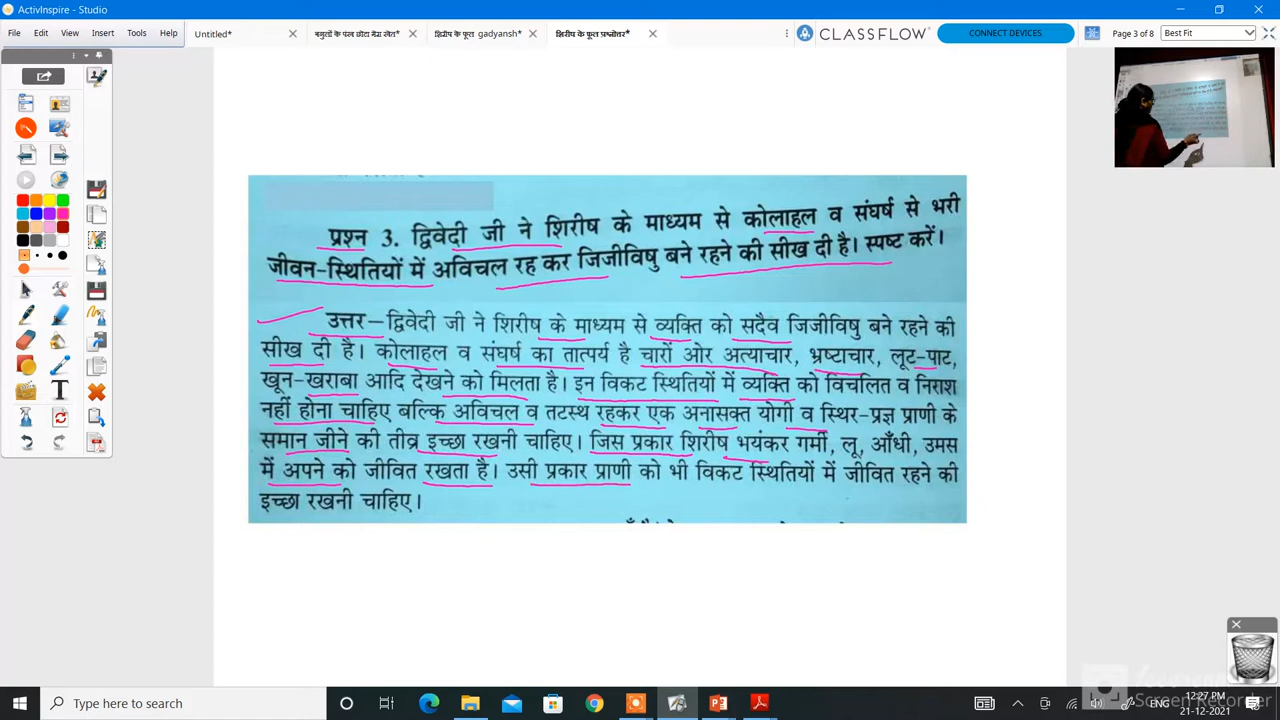 ActivInspire - Studio
File Edit View Insert Tools Help
Untitled*
शिरीष के फूल gadyansh*
शिरीष के फूल प्रश्नोत्तर*
CLASSFLOW
CONNECT DEVICES
Page 3 of 8
Best Fit
प्रश्न 3. द्विवेदी जी ने शिरीष के माध्यम से कोलाहल व संघर्ष से भरी
जीवन-स्थितियों में अविचल रह कर जिजीविषु बने रहने की सीख दी है। स्पष्ट करें।
उत्तर–द्विवेदी जी ने शिरीष के माध्यम से व्यक्ति को सदैव जिजीविषु बने रहने की
सीख दी है। कोलाहल व संघर्ष का तात्पर्य है चारों ओर अत्याचार, भ्रष्टाचार, लूट-पाट,
खून-खराबा आदि देखने को मिलता है। इन विकट स्थितियों में व्यक्ति को विचलित व निराश
नहीं होना चाहिए बल्कि अविचल व तटस्थ रहकर एक अनासक्त योगी व स्थिर-प्रज्ञ प्राणी के
समान जीने की तीव्र इच्छा रखनी चाहिए। जिस प्रकार शिरीष भयंकर गर्मी, लू, आँधी, उमस
में अपने को जीवित रखता है। उसी प्रकार प्राणी को भी विकट स्थितियों में जीवित रहने की
इच्छा रखनी चाहिए।
Type here to search
ENG
12:27 PM
21-12-2021